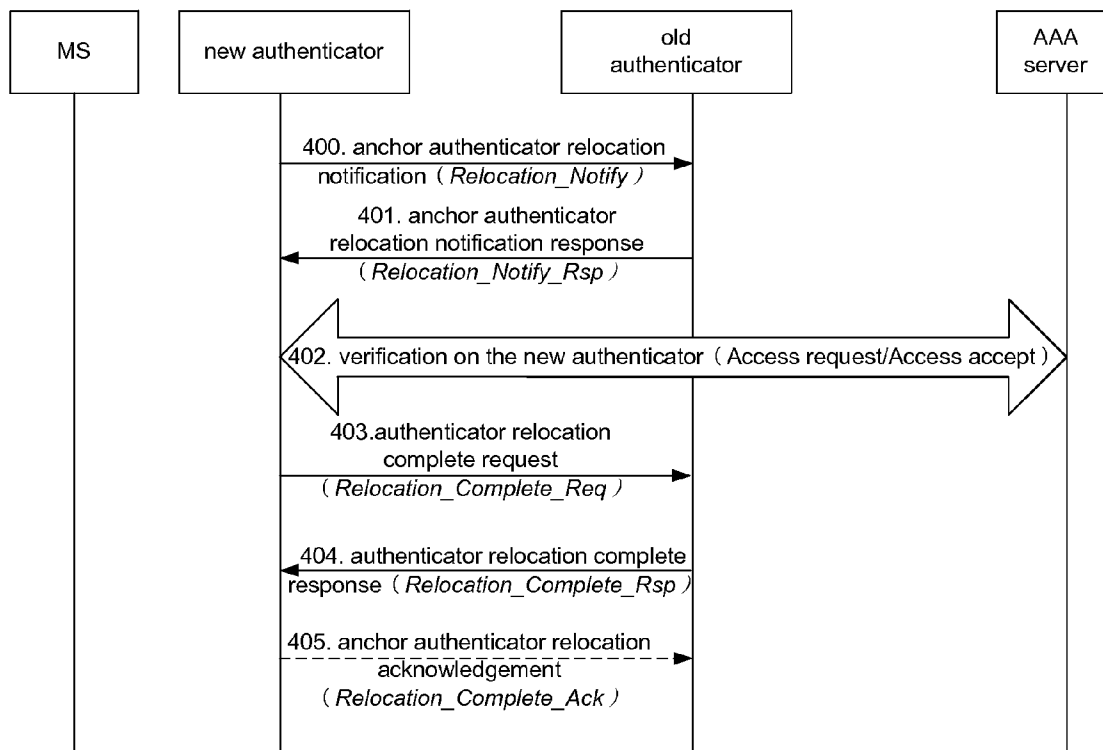 MS
new authenticator
old
authenticator
AAA
server
400. anchor authenticator relocation
notification ( Relocation_Notify )
401. anchor authenticator
relocation notification response
( Relocation_Notify_Rsp )
402. verification on the new authenticator ( Access request/Access accept )
403.authenticator relocation
complete request
( Relocation_Complete_Req )
404. authenticator relocation complete
response ( Relocation_Complete_Rsp )
405. anchor authenticator relocation
acknowledgement
( Relocation_Complete_Ack )